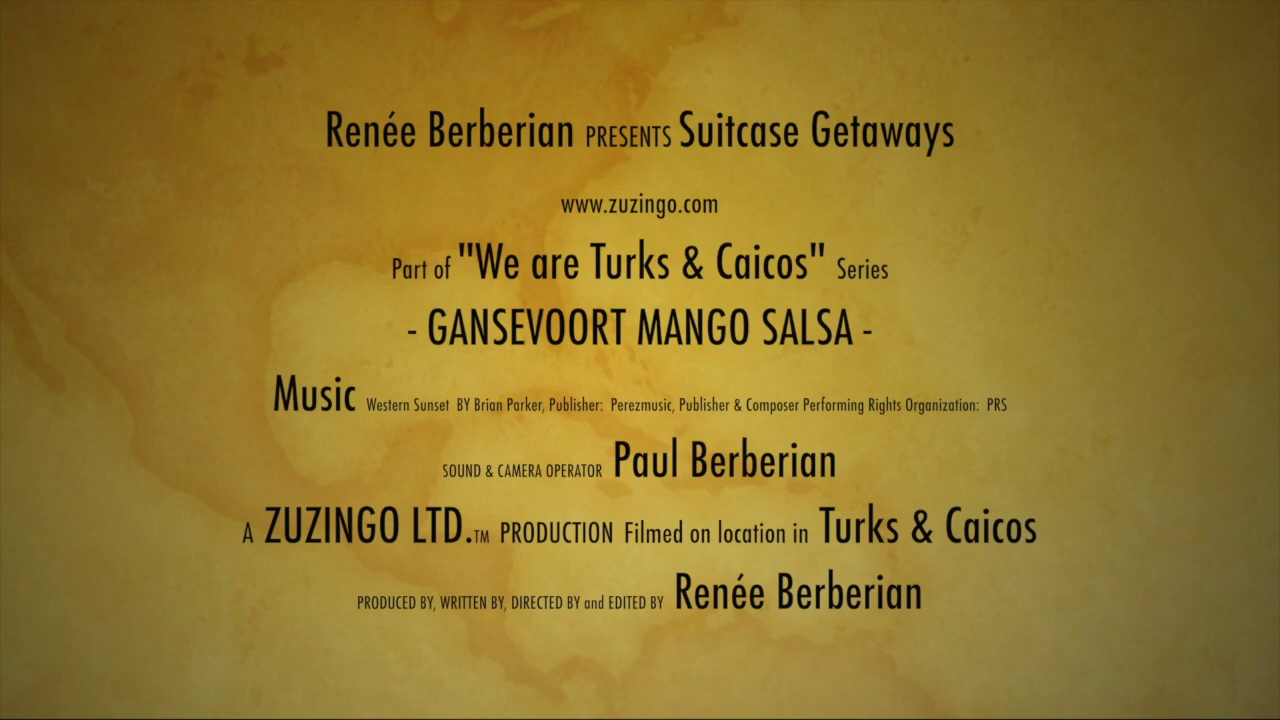 Renée Berberian PRESENTS Suitcase Getaways
www.zuzingo.com
Part of "We are Turks & Caicos" Series
- GANSEVOORT MANGO SALSA -
Music Western Sunset BY Brian Parker, Publisher: Perezmusic, Publisher & Composer Performing Rights Organization: PRS
SOUND & CAMERA OPERATOR Paul Berberian
A ZUZINGO LTD.TM PRODUCTION Filmed on location in Turks & Caicos
PRODUCED BY, WRITTEN BY, DIRECTED BY and EDITED BY Renée Berberian